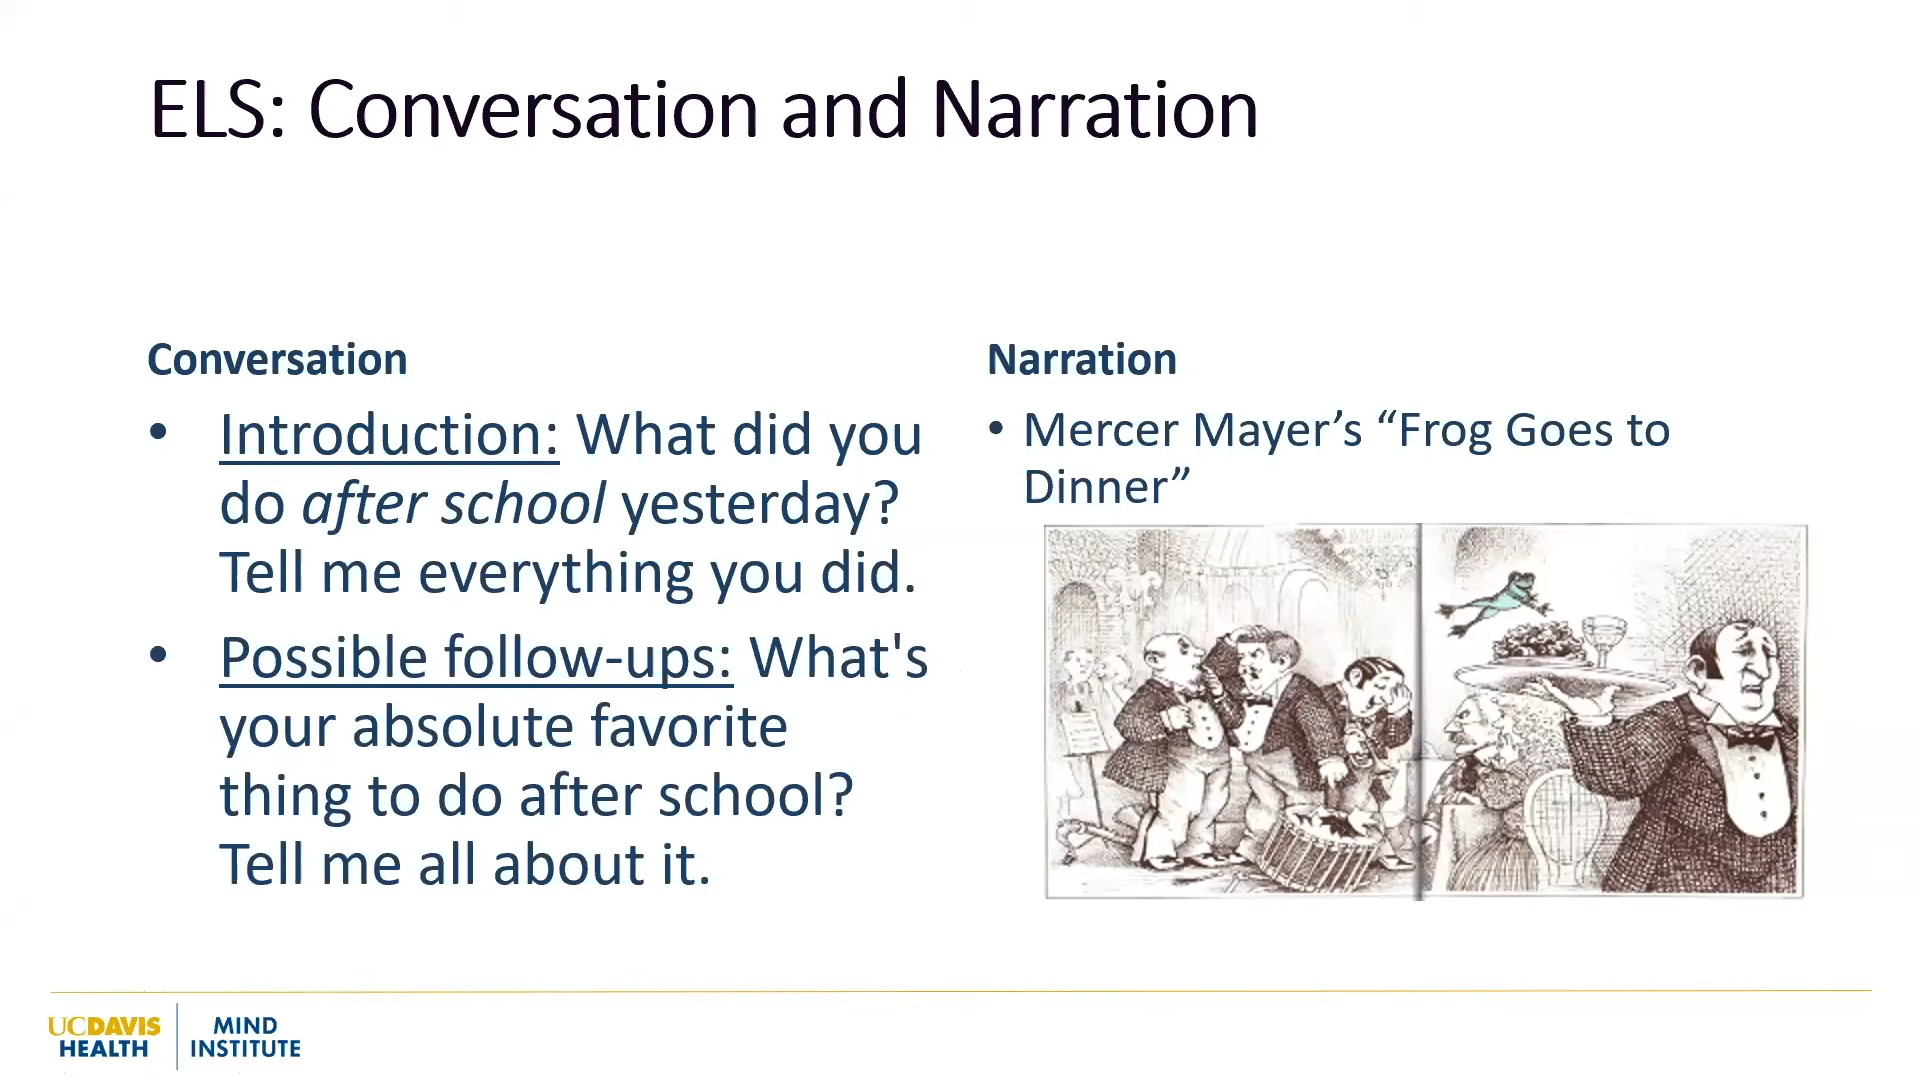 ELS: Conversation and Narration
Conversation
• Introduction: What did you
do after school yesterday?
Tell me everything you did.
• Possible follow-ups: What's
your absolute favorite
thing to do after school?
Tell me all about it.
Narration
• Mercer Mayer’s “Frog Goes to
Dinner”
UCDAVIS
HEALTH
MIND
INSTITUTE